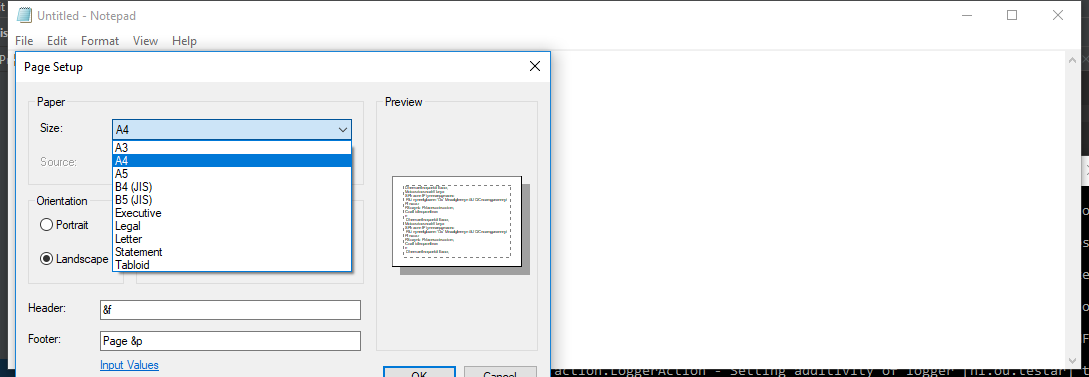 Untitled - Notepad
File Edit Format View Help
Page Setup
Paper
Size:
A4
Source:
A3
A4
A5
B4 (JIS)
B5 (JIS)
Executive
Legal
Letter
Statement
Tabloid
Orientation
Portrait
Landscape
Preview
Header:
&f
Footer:
Page &p
Input Values
OK
Cancel
action.LoggerAction - Setting additivity of logger [nl.ou.testar]